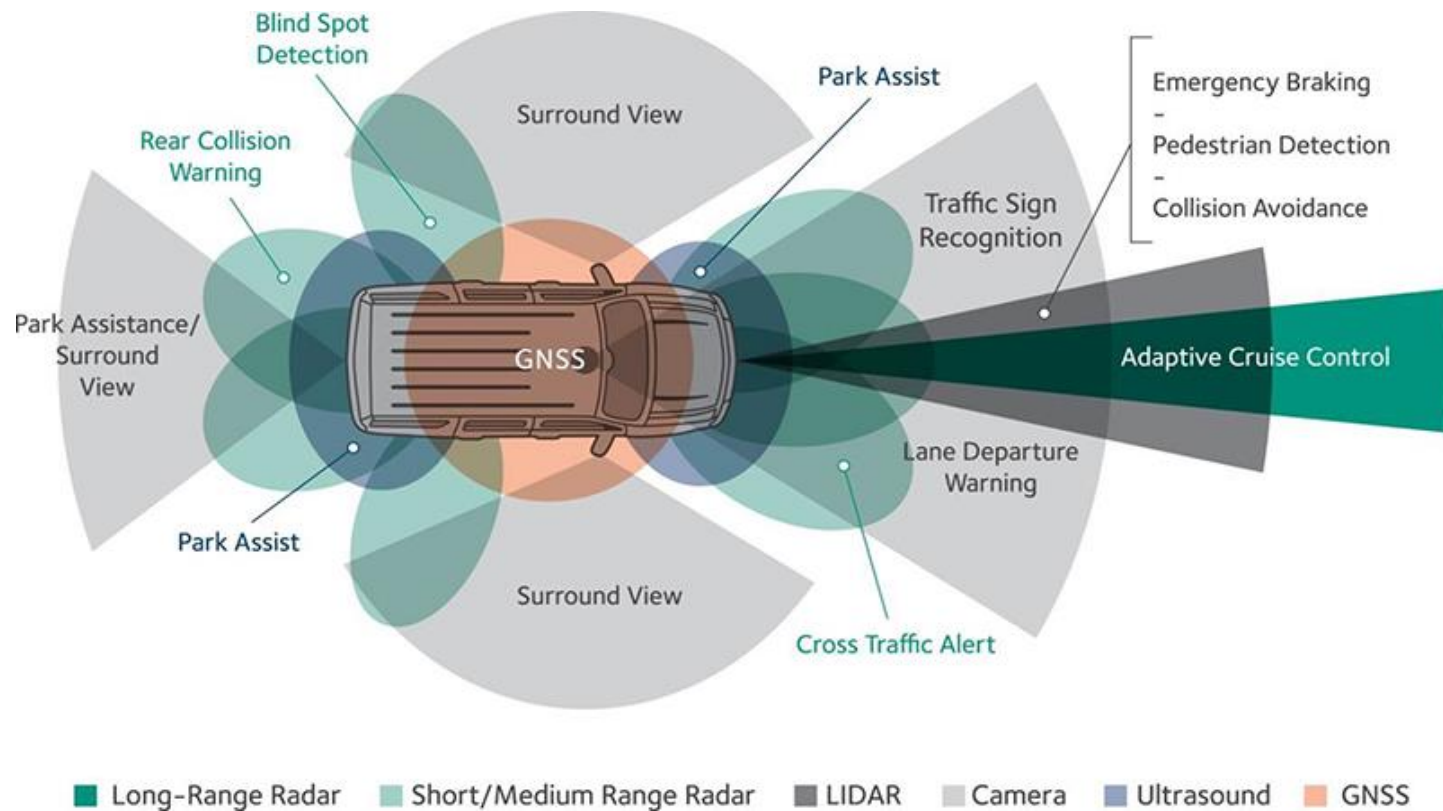 Blind Spot
Detection
Park Assist
Surround View
Emergency Braking
-
Pedestrian Detection
-
Collision Avoidance
Rear Collision
Warning
Traffic Sign
Recognition
Park Assistance/
Surround
View
GNSS
Adaptive Cruise Control
Lane Departure
Warning
Park Assist
Surround View
Cross Traffic Alert
Long-Range Radar
Short/Medium Range Radar
LIDAR
Camera
Ultrasound
GNSS